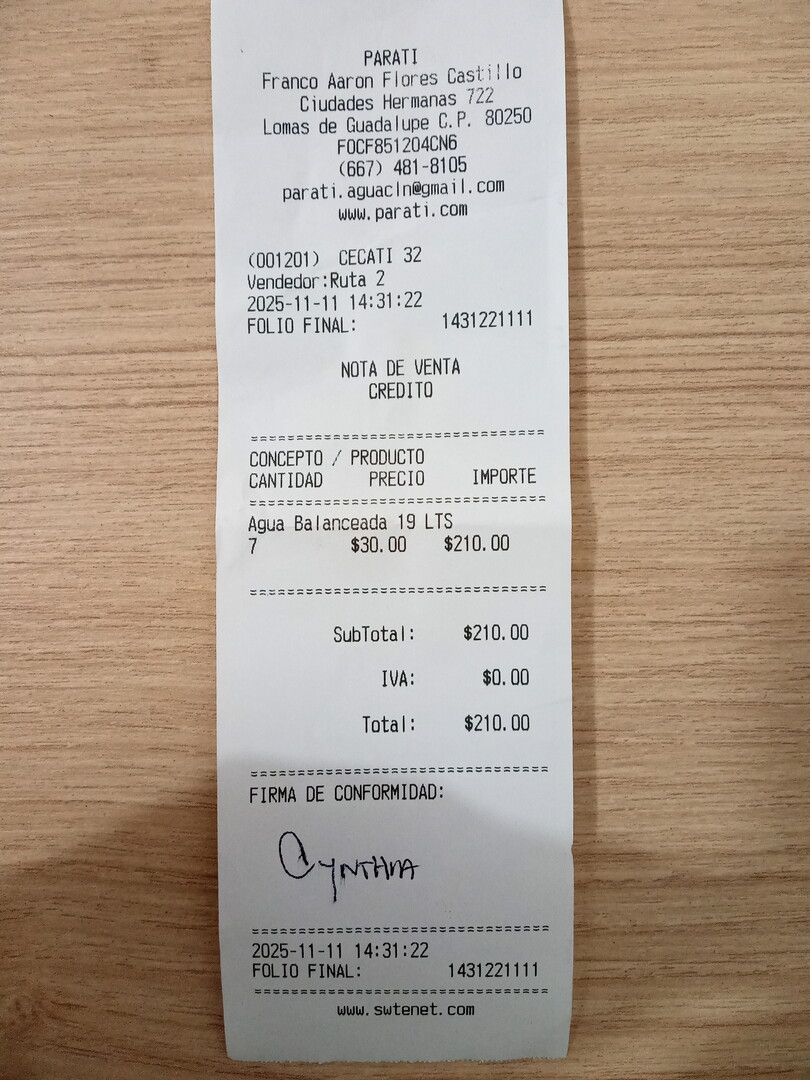 PARATI
Franco Aaron Flores Castillo
Ciudades Hermanas 722
Lomas de Guadalupe C.P. 80250
FOCF851204CN6
(667) 481-8105
parati.aguacln@gmail.com
www.parati.com
(001201) CECATI 32
Vendedor:Ruta 2
2025-11-11 14:31:22
FOLIO FINAL: 1431221111
NOTA DE VENTA
CREDITO
================================
CONCEPTO / PRODUCTO
CANTIDAD PRECIO IMPORTE
================================
Agua Balanceada 19 LTS
7 $30.00 $210.00
================================
SubTotal: $210.00
IVA: $0.00
Total: $210.00
================================
FIRMA DE CONFORMIDAD:
CYNTHIA
================================
2025-11-11 14:31:22
FOLIO FINAL: 1431221111
================================
www.swtenet.com